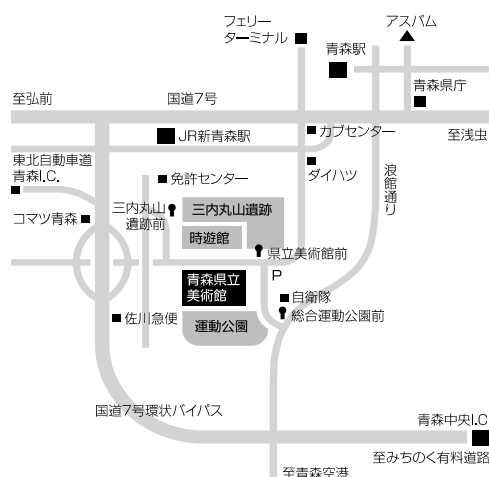 フェリー
ターミナル
アスパム
青森駅
青森県庁
至弘前
国道7号
JR新青森駅
カブセンター
至浅虫
東北自動車道
青森I.C.
免許センター
ダイハツ
浪館通り
三内丸山
遺跡前
三内丸山遺跡
コマツ青森
時遊館
県立美術館前
P
青森県立
美術館
自衛隊
総合運動公園前
佐川急便
運動公園
国道7号環状バイパス
青森中央I.C
至みちのく有料道路
至青森空港